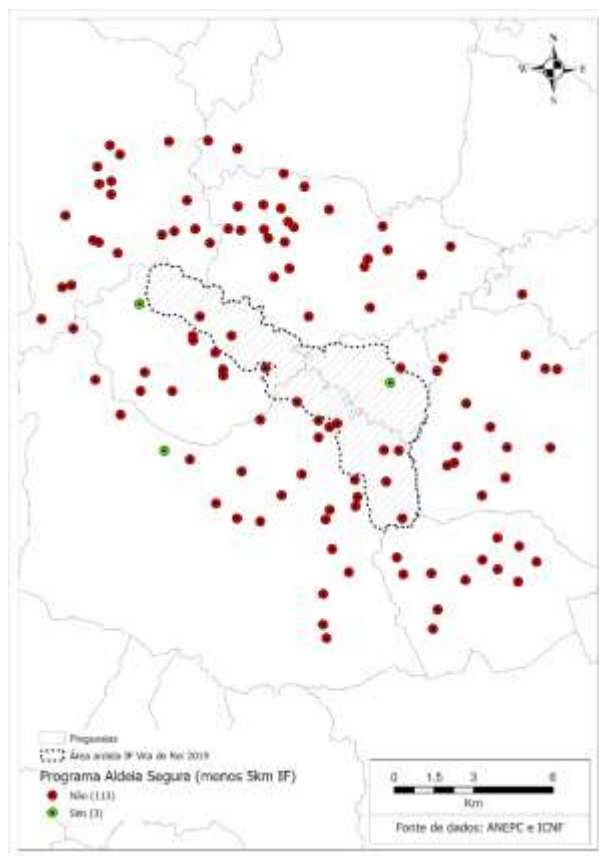 N
W E
S
Freguesias
Área ardida IF Vila de Rei 2019
Programa Aldeia Segura (menos 5km IF)
Não (113)
Sim (3)
0 1.5 3 6
Km
Fonte de dados: ANEPC e ICNF